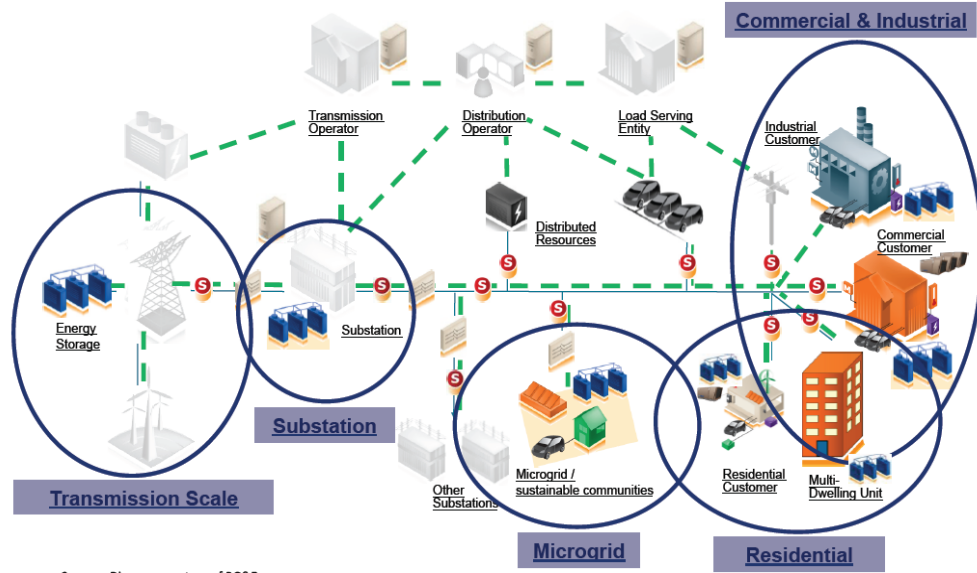 Commercial & Industrial
Transmission
Operator
Distribution
Operator
Load Serving
Entity
Industrial
Customer
Distributed
Resources
Commercial
Customer
S
S
S
S
S
S
S
S
S
S
S
S
Energy
Storage
Substation
Substation
Transmission Scale
Other
Substations
Microgrid /
sustainable communities
Residential
Customer
Multi-
Dwelling Unit
Microgrid
Residential